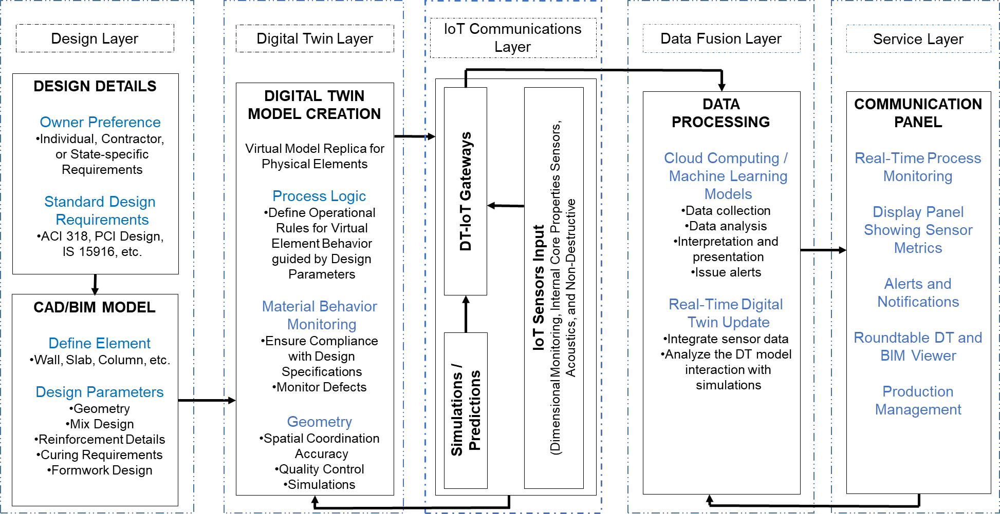 Design Layer
DESIGN DETAILS
Owner Preference
•Individual, Contractor,
or State-specific
Requirements
Standard Design
Requirements
•ACI 318, PCI Design,
IS 15916, etc.
CAD/BIM MODEL
Define Element
•Wall, Slab, Column, etc.
Design Parameters
•Geometry
•Mix Design
•Reinforcement Details
•Curing Requirements
•Formwork Design
Digital Twin Layer
DIGITAL TWIN
MODEL CREATION
Virtual Model Replica for
Physical Elements
Process Logic
•Define Operational
Rules for Virtual
Element Behavior
guided by Design
Parameters
Material Behavior
Monitoring
•Ensure Compliance
with Design
Specifications
•Monitor Defects
Geometry
•Spatial Coordination
Accuracy
•Quality Control
•Simulations
IoT Communications
Layer
DT-IoT Gateways
Simulations /
Predictions
IoT Sensors Input
(Dimensional Monitoring, Internal Core Properties Sensors,
Acoustics, and Non-Destructive
Data Fusion Layer
DATA
PROCESSING
Cloud Computing /
Machine Learning
Models
•Data collection
•Data analysis
•Interpretation and
presentation
•Issue alerts
Real-Time Digital
Twin Update
•Integrate sensor data
•Analyze the DT model
interaction with
simulations
Service Layer
COMMUNICATION
PANEL
Real-Time Process
Monitoring
Display Panel
Showing Sensor
Metrics
Alerts and
Notifications
Roundtable DT and
BIM Viewer
Production
Management